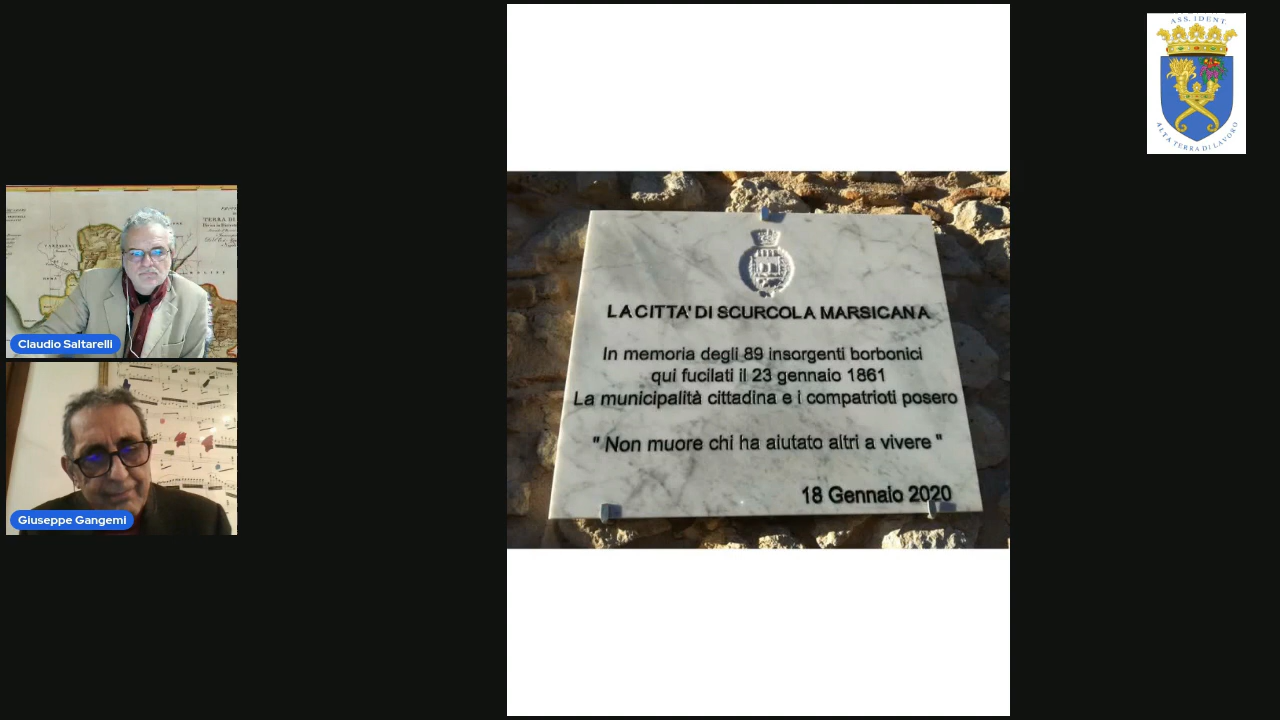 ASS. IDENT.
ALTA TERRA DI LAVORO
TERRA DI
Claudio Saltarelli
Giuseppe Gangemi
LA CITTA' DI SCURCOLA MARSICANA
In memoria degli 89 insorgenti borbonici
qui fucilati il 23 gennaio 1861
La municipalità cittadina e i compatrioti posero
" Non muore chi ha aiutato altri a vivere "
18 Gennaio 2020